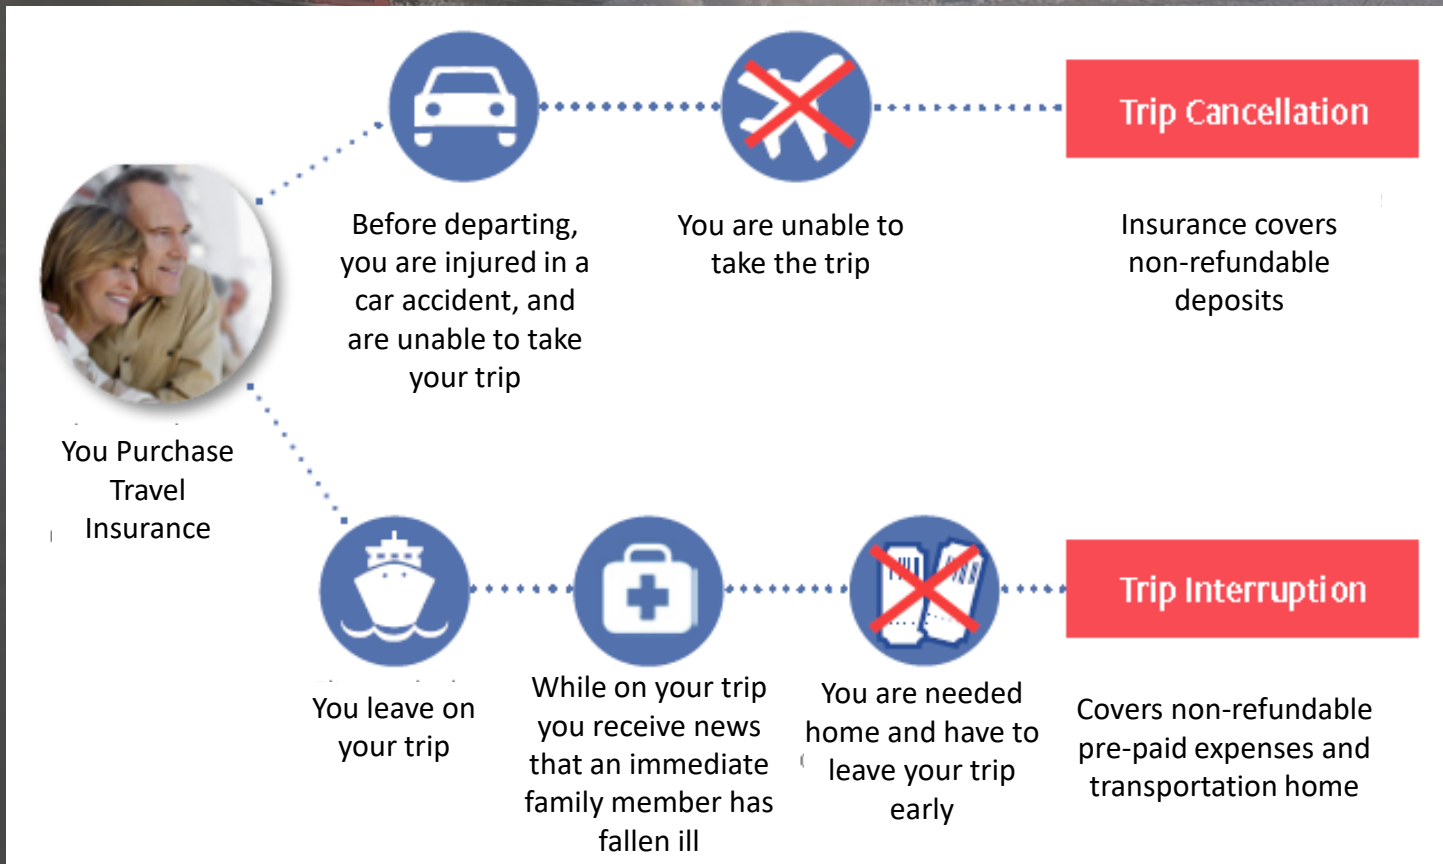 Trip Cancellation
Before departing,
you are injured in a
car accident, and
are unable to take
your trip
You are unable to
take the trip
Insurance covers
non-refundable
deposits
You Purchase
Travel
Insurance
Trip Interruption
You leave on
your trip
While on your trip
you receive news
that an immediate
family member has
fallen ill
You are needed
home and have to
leave your trip
early
Covers non-refundable
pre-paid expenses and
transportation home